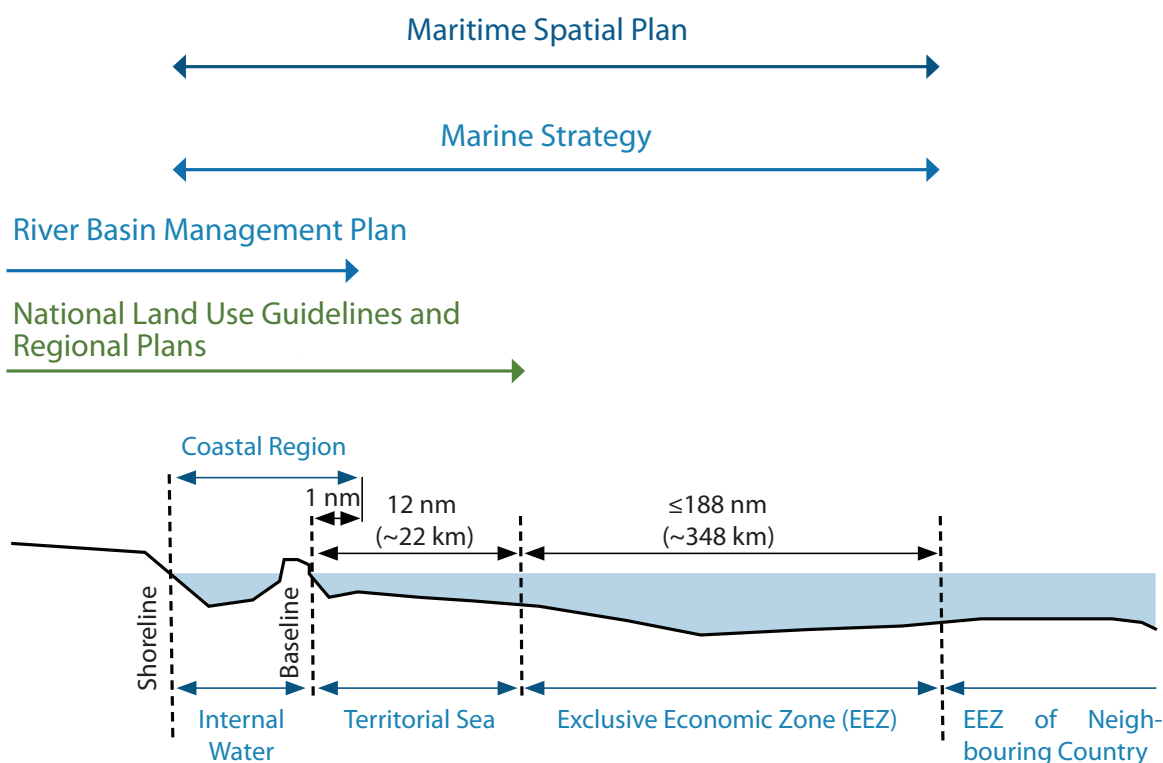 Maritime Spatial Plan
Marine Strategy
River Basin Management Plan
National Land Use Guidelines and
Regional Plans
Coastal Region
1 nm
12 nm
(~22 km)
≤188 nm
(~348 km)
Shoreline
Baseline
Internal
Water
Territorial Sea
Exclusive Economic Zone (EEZ)
EEZ of Neigh-
bouring Country